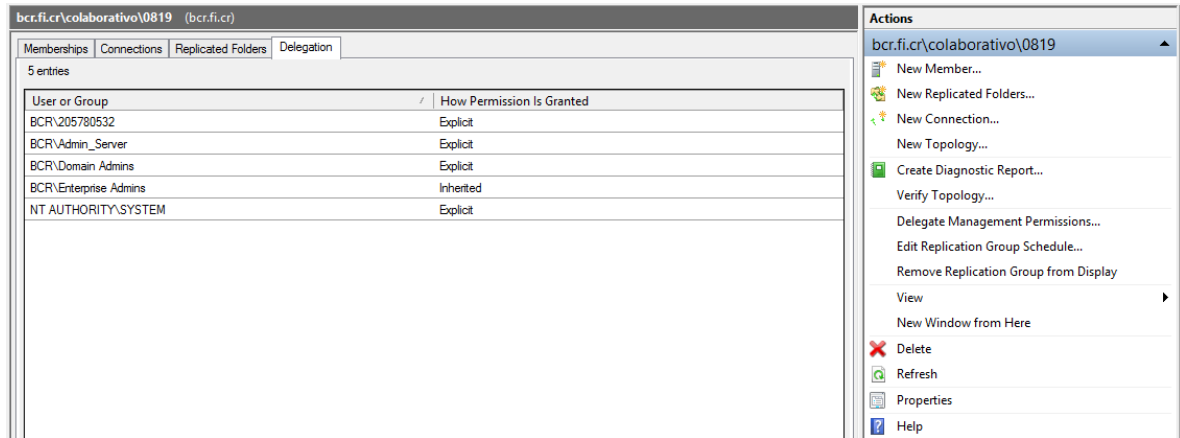 bcr.fi.cr\colaborativo\0819 (bcr.fi.cr)
Memberships Connections Replicated Folders Delegation
5 entries
User or Group How Permission Is Granted
BCR\205780532 Explicit
BCR\Admin_Server Explicit
BCR\Domain Admins Explicit
BCR\Enterprise Admins Inherited
NT AUTHORITY\SYSTEM Explicit
Actions
bcr.fi.cr\colaborativo\0819
New Member...
New Replicated Folders...
New Connection...
New Topology...
Create Diagnostic Report...
Verify Topology...
Delegate Management Permissions...
Edit Replication Group Schedule...
Remove Replication Group from Display
View
New Window from Here
Delete
Refresh
Properties
Help